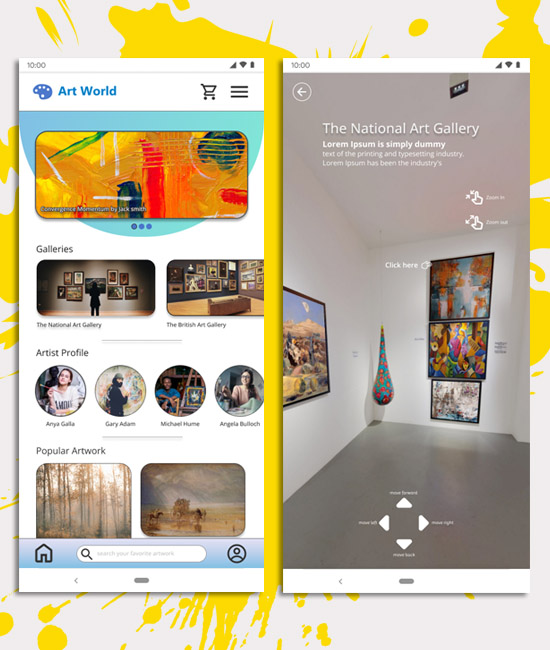 10:00
Art World
Convergence Momentum by jack smith
Galleries
The National Art Gallery
The British Art Gallery
Artist Profile
Anya Galla
Gary Adam
Michael Hume
Angela Bulloch
Popular Artwork
search your favorite artwork
10:00
The National Art Gallery
Lorem Ipsum is simply dummy
text of the printing and typesetting industry.
Lorem Ipsum has been the industry's
Zoom in
Zoom out
Click here
move forword
move left
move right
move back